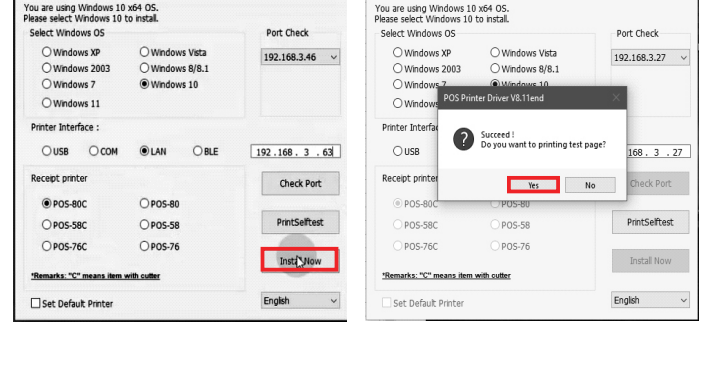 You are using Windows 10 x64 OS.
Please select Windows 10 to install.
Select Windows OS
Port Check
Windows XP
Windows Vista
192.168.3.46
Windows 2003
Windows 8/8.1
Windows 7
Windows 10
Windows 11
Printer Interface :
USB
COM
LAN
BLE
192 . 168 . 3 . 63
Receipt printer
Check Port
POS-80C
POS-80
POS-58C
POS-58
PrintSelftest
POS-76C
POS-76
Install Now
*Remarks: "C" means item with cutter
Set Default Printer
English
You are using Windows 10 x64 OS.
Please select Windows 10 to install.
Select Windows OS
Port Check
Windows XP
Windows Vista
192.168.3.27
Windows 2003
Windows 8/8.1
Windows 7
Windows 10
POS Printer Driver V8.11end
Windows
Printer Interfa
Succeed !
Do you want to printing test page?
USB
168 . 3 . 27
Receipt printer
Yes
No
Check Port
POS-80C
POS-80
POS-58C
POS-58
PrintSelftest
POS-76C
POS-76
Install Now
*Remarks: "C" means item with cutter
Set Default Printer
English